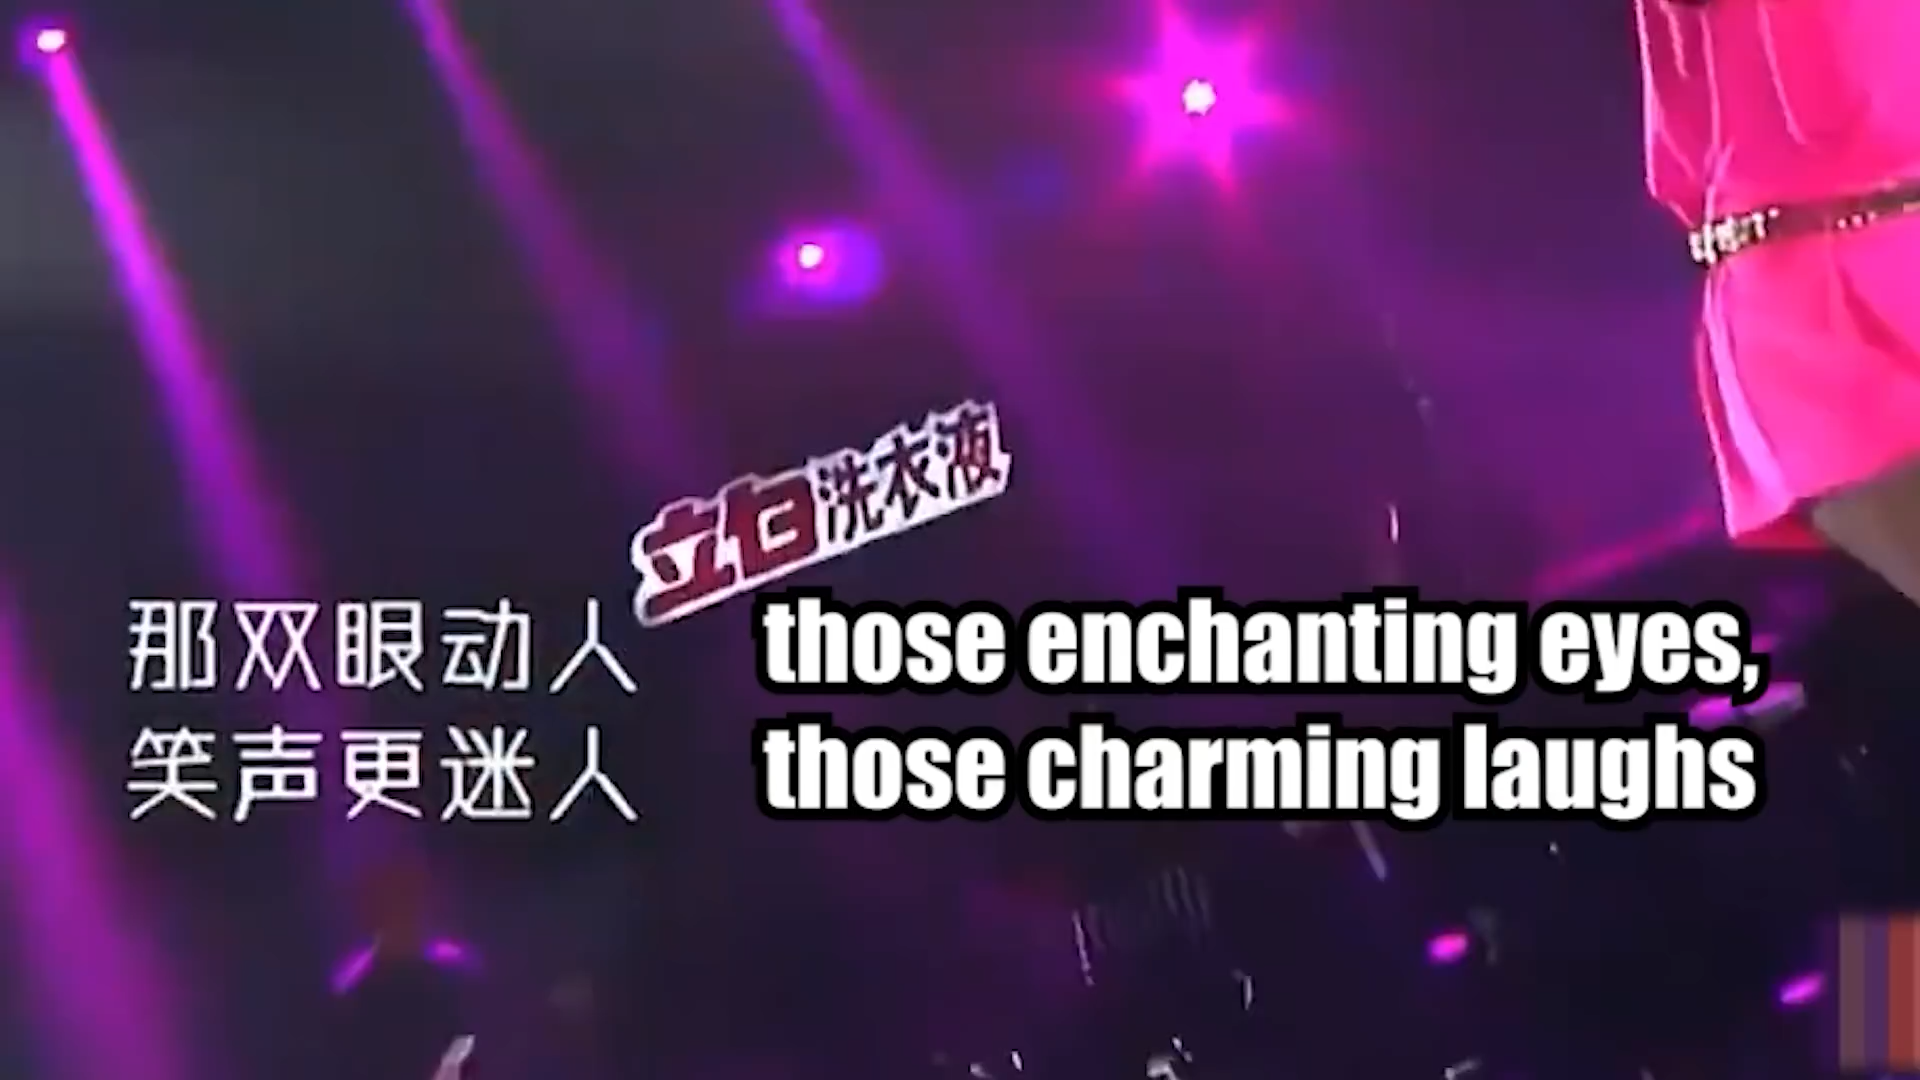 立白洗衣液
那双眼动人
笑声更迷人
those enchanting eyes,
those charming laughs